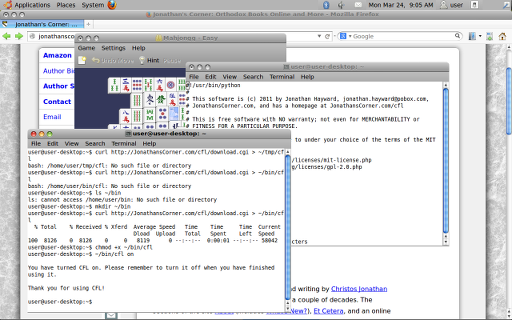 Applications Places System
Mon Mar 24, 9:05 AM user
Jonathan's Corner: Orthodox Books Online and More - Mozilla Firefox
Jonathan's Corner: ...
jonathansco
Google
Amazon
Author Bi
Author S
Contact
Email
Mahjongg - Easy
Game Settings Help
Undo Move Hint Pause
user@user-desktop: ~
File Edit View Search Terminal Help
#!/usr/bin/python
#
# This software is (c) 2011 by Jonathan Hayward, jonathan.hayward@pobox.com,
# JonathansCorner.com, and has a homepage at JonathansCorner.com/cfl
#
# This is free software with NO warranty; not even for MERCHANTABILITY or
# FITNESS FOR A PARTICULAR PURPOSE.
to under your choice of the terms of the MIT
/licenses/mit-license.php
g/licenses/gpl-2.0.php
cters
user@user-desktop: ~
File Edit View Search Terminal Help
user@user-desktop:~$ curl http://JonathansCorner.com/cfl/download.cgi > ~/tmp/cf
l
bash: /home/user/tmp/cfl: No such file or directory
user@user-desktop:~$ curl http://JonathansCorner.com/cfl/download.cgi > ~/bin/cf
l
bash: /home/user/bin/cfl: No such file or directory
user@user-desktop:~$ ls ~/bin
ls: cannot access /home/user/bin: No such file or directory
user@user-desktop:~$ mkdir ~/bin
user@user-desktop:~$ curl http://JonathansCorner.com/cfl/download.cgi > ~/bin/cf
l
% Total % Received % Xferd Average Speed Time Time Time Current
Dload Upload Total Spent Left Speed
100 8126 0 8126 0 0 8119 0 --:--:-- 0:00:01 --:--:-- 58042
user@user-desktop:~$ chmod +x ~/bin/cfl
user@user-desktop:~$ ~/bin/cfl on
You have turned CFL on. Please remember to turn it off when you have finished
using it.
Thank you for using CFL!
user@user-desktop:~$
d writing by Christos Jonathan
a couple of decades. The
New?), Et Cetera, and an online